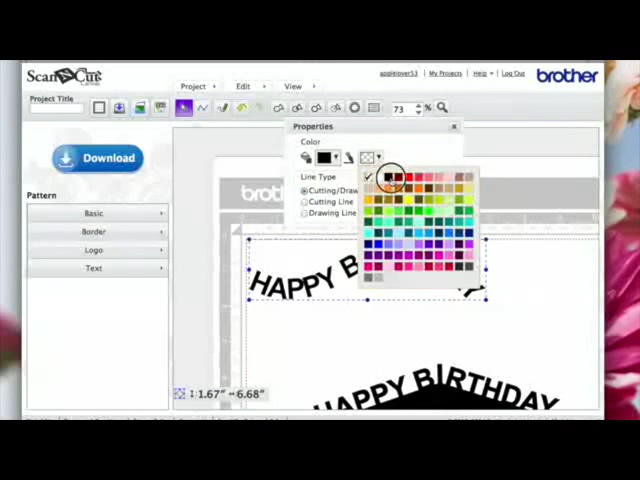 ScanNCut
Canvas
applelover53 My Projects Help Log Out
brother
Project Edit View
Project Title
73 %
Properties
Color
Download
Line Type
Cutting/Draw
Cutting Line
Drawing Line
Pattern
Basic
Border
Logo
Text
brot
HAPPY B
HAPPY BIRTHDAY
1.67" 6.68"